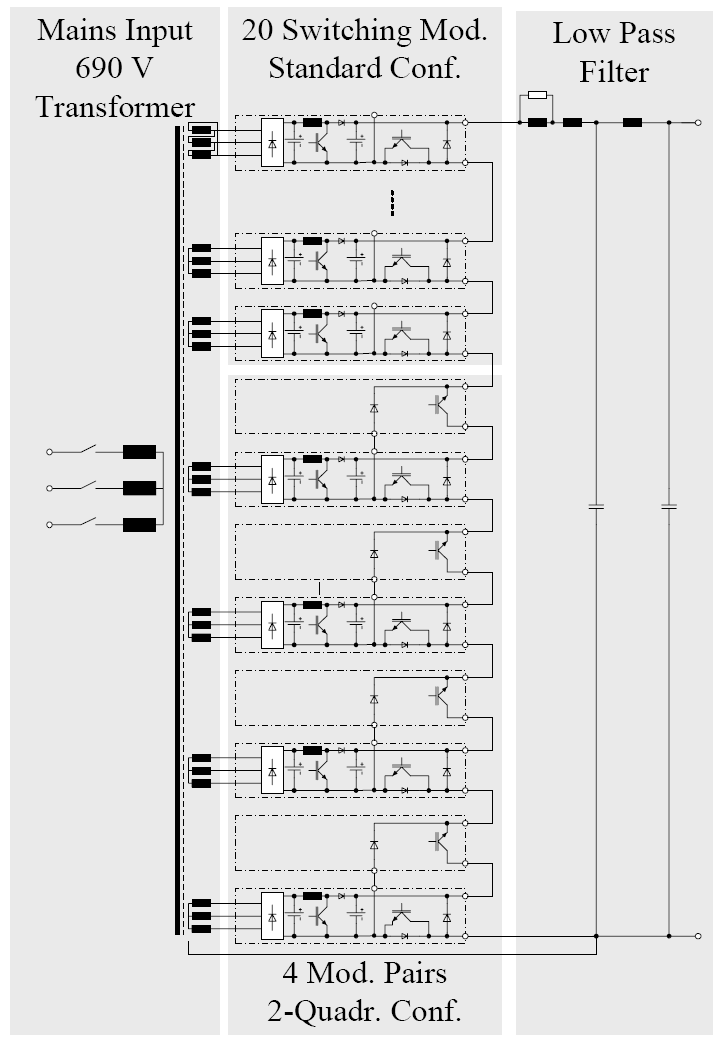 Mains Input
690 V
Transformer
20 Switching Mod.
Standard Conf.
Low Pass
Filter
4 Mod. Pairs
2-Quadr. Conf.